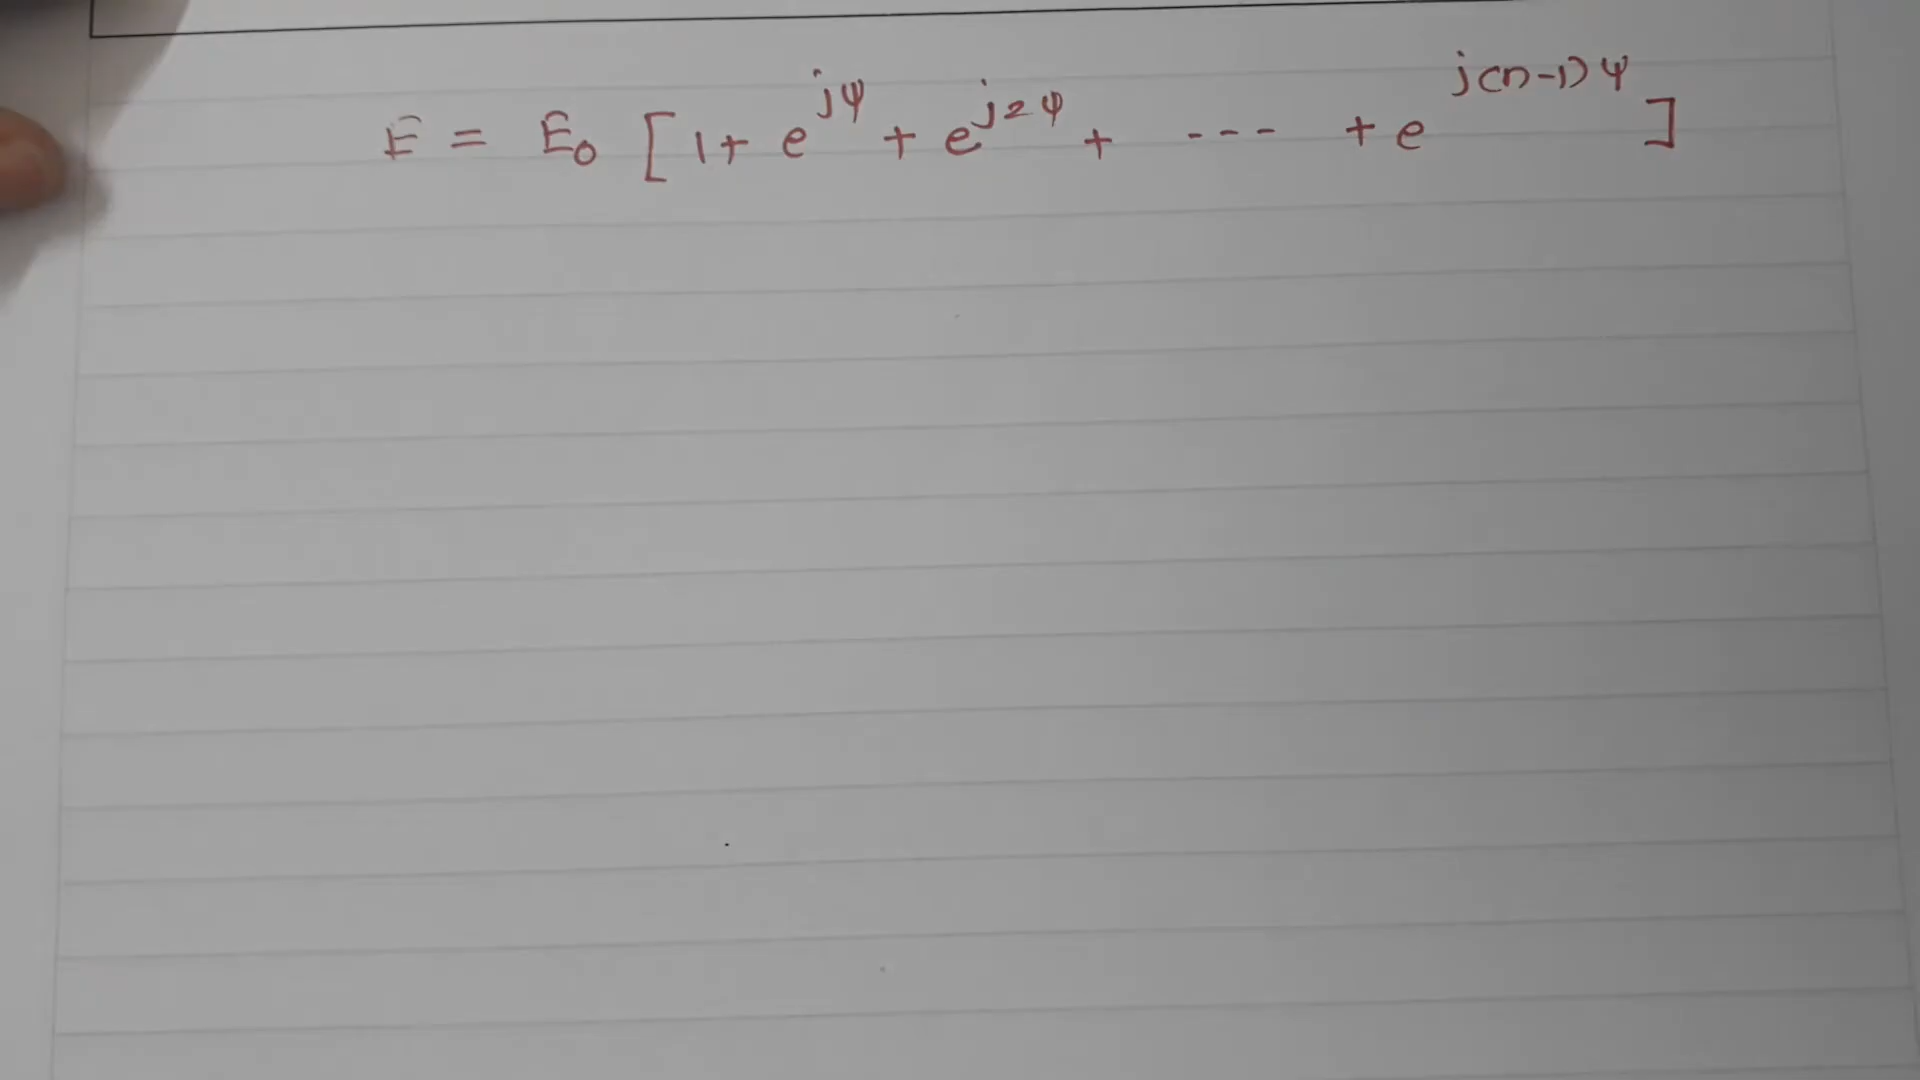 E = E₀ [1 + e^{jψ} + e^{j2ψ} + --- + e^{j(n-1)ψ}]